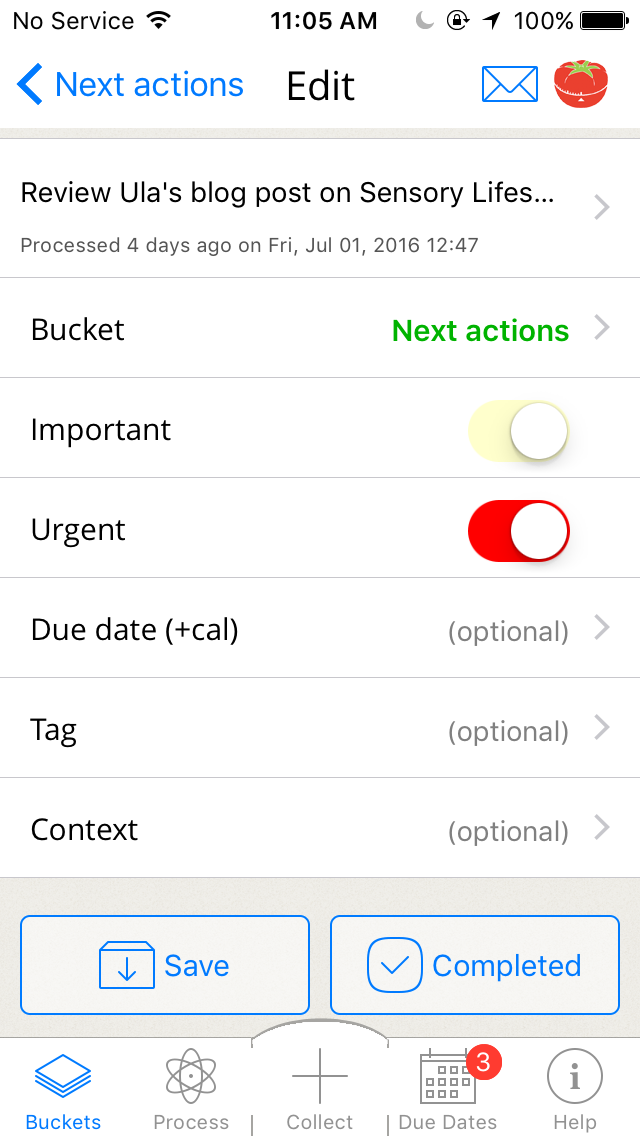 No Service 11:05 AM 100%
Next actions Edit
Review Ula's blog post on Sensory Lifes...
Processed 4 days ago on Fri, Jul 01, 2016 12:47
Bucket Next actions
Important
Urgent
Due date (+cal) (optional)
Tag (optional)
Context (optional)
Save Completed
3
Buckets Process Collect Due Dates Help